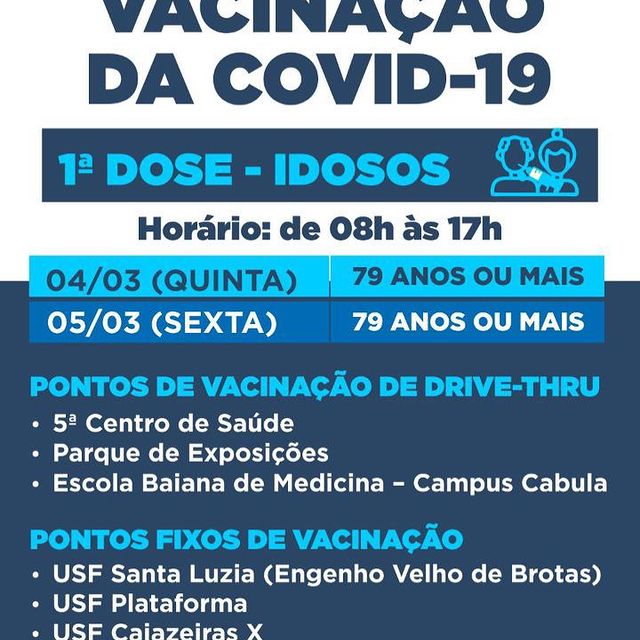 VACINAÇÃO
DA COVID-19
1ª DOSE - IDOSOS
Horário: de 08h às 17h
04/03 (QUINTA) 79 ANOS OU MAIS
05/03 (SEXTA) 79 ANOS OU MAIS
PONTOS DE VACINAÇÃO DE DRIVE-THRU
• 5º Centro de Saúde
• Parque de Exposições
• Escola Baiana de Medicina – Campus Cabula
PONTOS FIXOS DE VACINAÇÃO
• USF Santa Luzia (Engenho Velho de Brotas)
• USF Plataforma
• USF Cajazeiras X